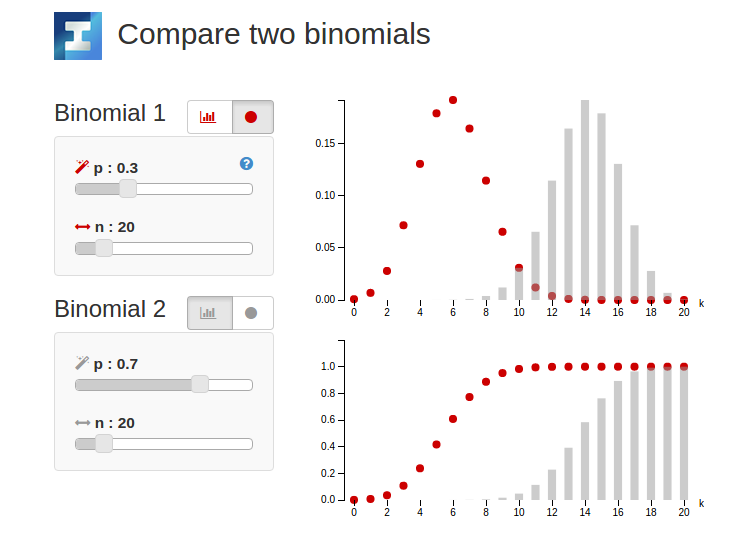 Compare two binomials
Binomial 1
p : 0.3
?
n : 20
Binomial 2
p : 0.7
n : 20
0.15
0.10
0.05
0.00
0 2 4 6 8 10 12 14 16 18 20 k
1.0
0.8
0.6
0.4
0.2
0.0
0 2 4 6 8 10 12 14 16 18 20 k